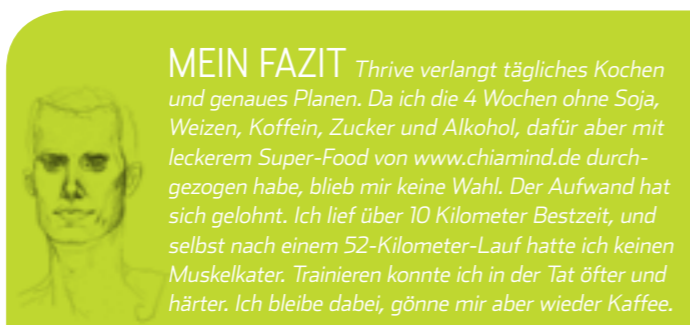 MEIN FAZIT Thrive verlangt tägliches Kochen
und genaues Planen. Da ich die 4 Wochen ohne Soja,
Weizen, Koffein, Zucker und Alkohol, dafür aber mit
leckerem Super-Food von www.chiamind.de durch-
gezogen habe, blieb mir keine Wahl. Der Aufwand hat
sich gelohnt. Ich lief über 10 Kilometer Bestzeit, und
selbst nach einem 52-Kilometer-Lauf hatte ich keinen
Muskelkater. Trainieren konnte ich in der Tat öfter und
härter. Ich bleibe dabei, gönne mir aber wieder Kaffee.